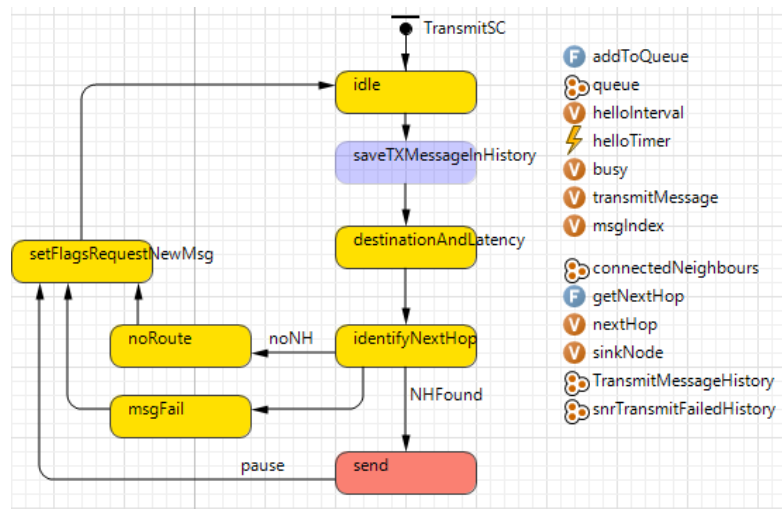 TransmitSC
idle
saveTXMessageInHistory
destinationAndLatency
setFlagsRequestNewMsg
noRoute
noNH
identifyNextHop
msgFail
NHFound
pause
send
F addToQueue
queue
V helloInterval
helloTimer
V busy
V transmitMessage
V msgIndex
connectedNeighbours
F getNextHop
V nextHop
V sinkNode
TransmitMessageHistory
snrTransmitFailedHistory